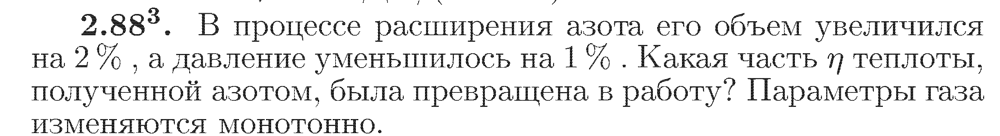 2.88³. В процессе расширения азота его объем увеличился
на 2 % , а давление уменьшилось на 1 % . Какая часть η теплоты,
полученной азотом, была превращена в работу? Параметры газа
изменяются монотонно.